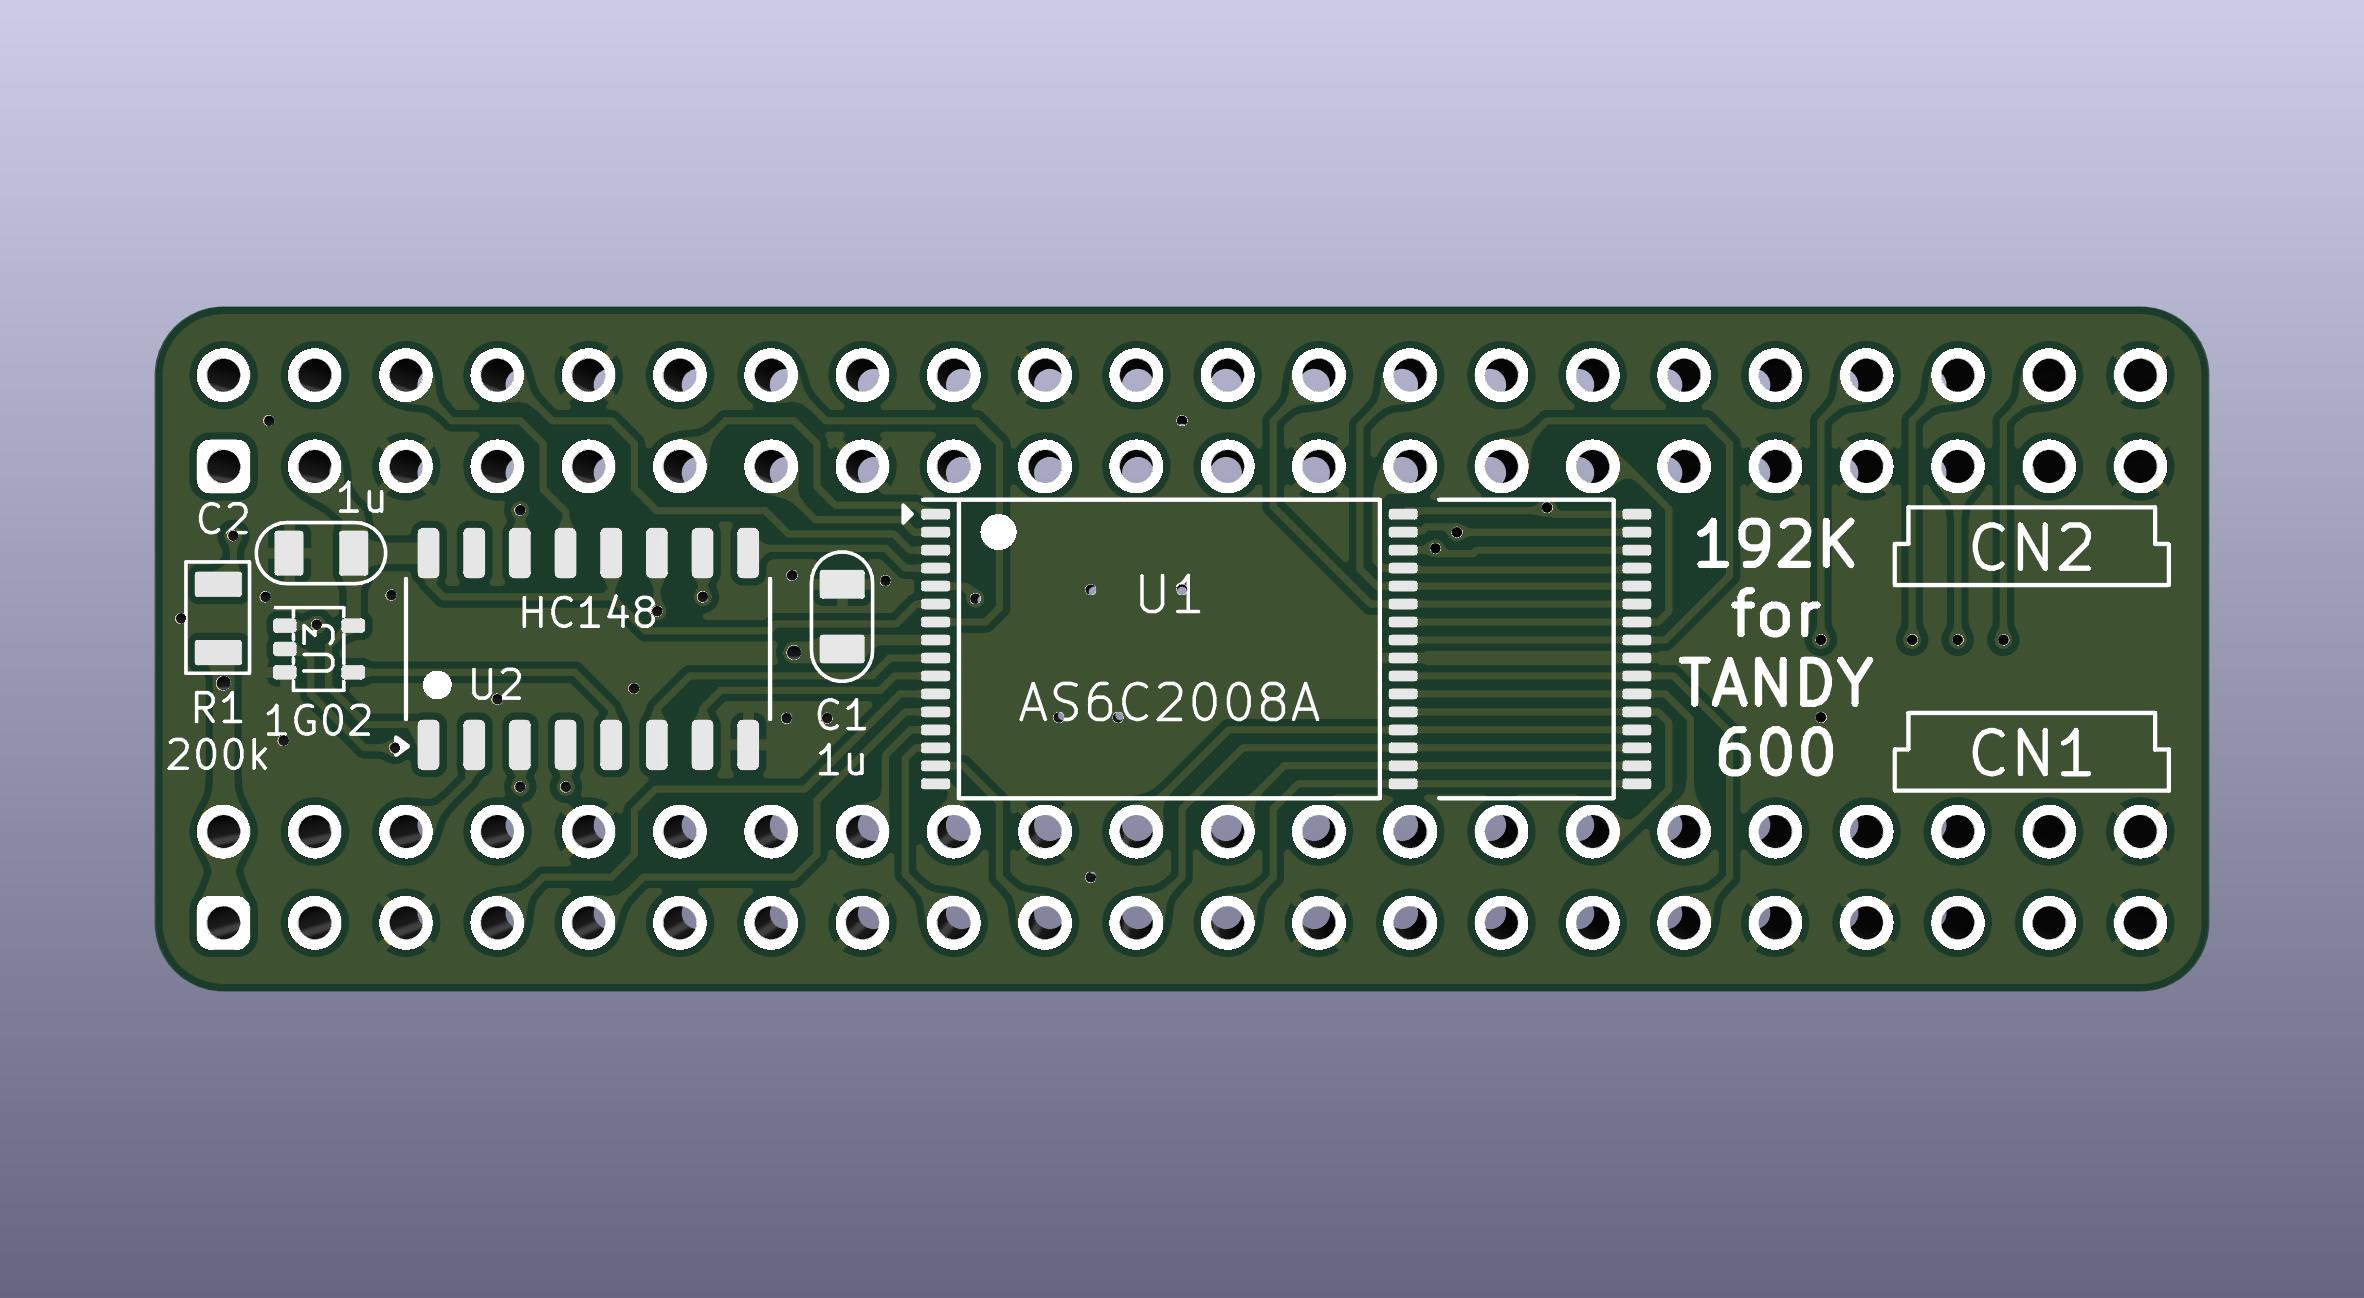 C2
1u
HC148
U2
U3
R1
200k
1G02
C1
1u
U1
AS6C2008A
192K
for
TANDY
600
CN2
CN1